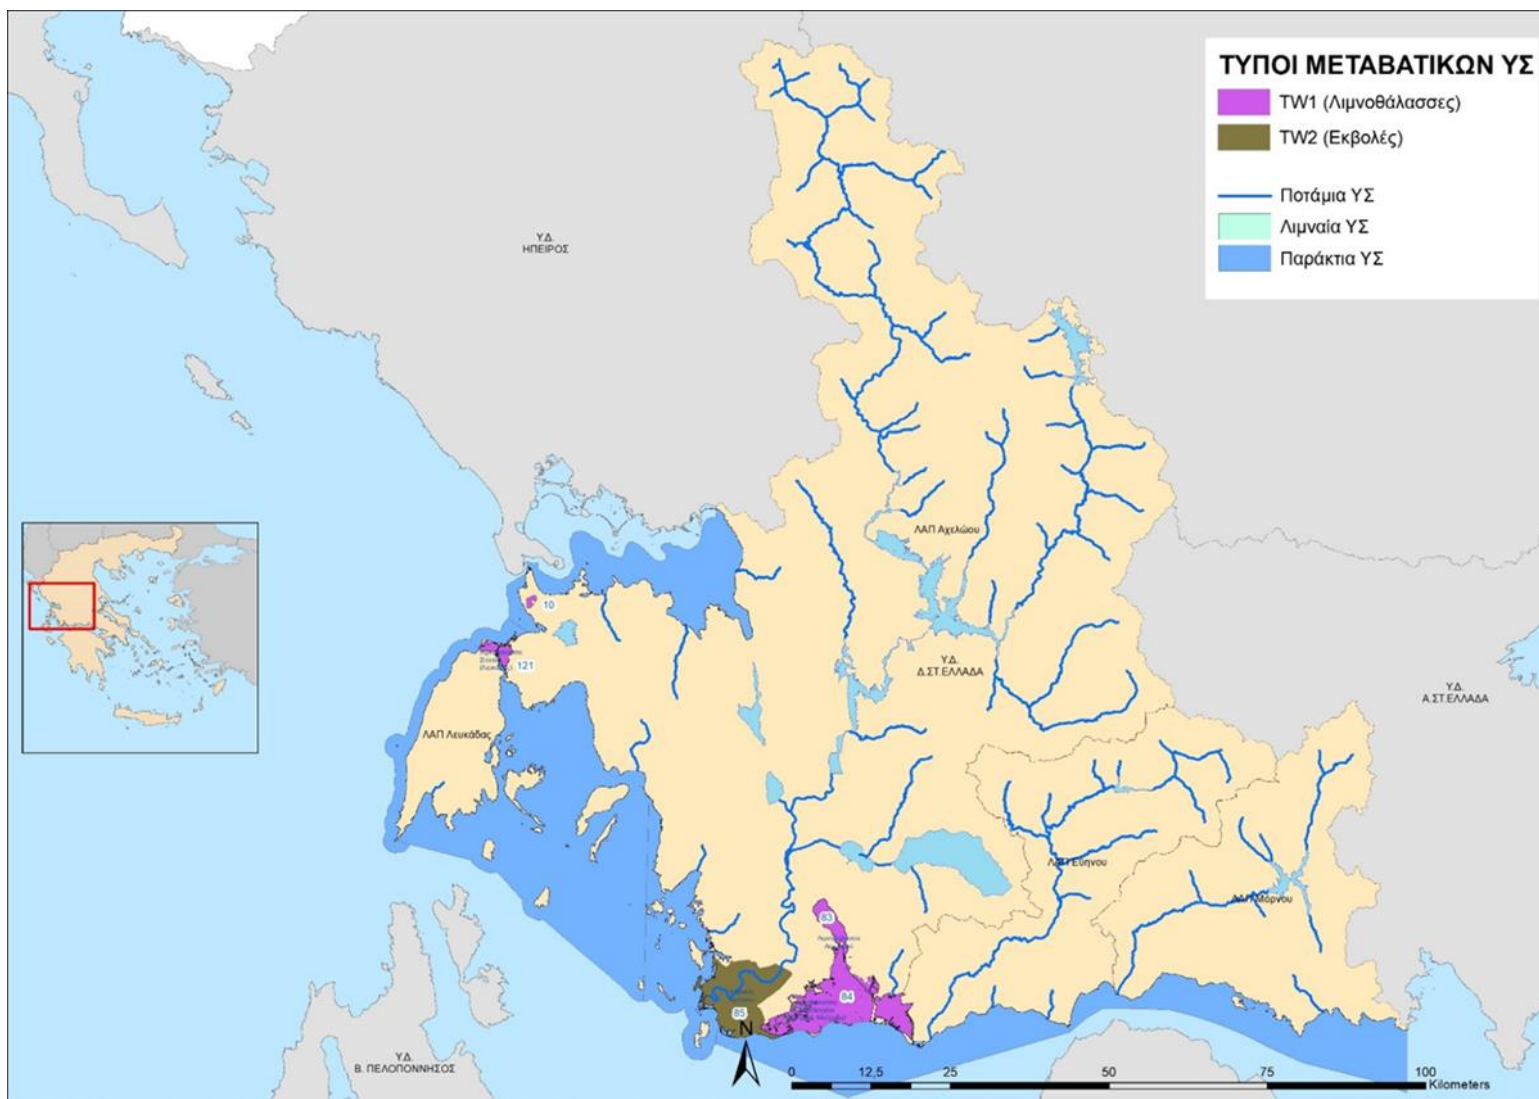 ΤΥΠΟΙ ΜΕΤΑΒΑΤΙΚΩΝ ΥΣ
TW1 (Λιμνοθάλασσες)
TW2 (Εκβολές)
Ποτάμια ΥΣ
Λιμναία ΥΣ
Παράκτια ΥΣ
Υ.Δ.
ΗΠΕΙΡΟΣ
ΛΑΠ Αχελώου
10
121
Υ.Δ.
Δ.ΣΤ.ΕΛΛΑΔΑ
Υ.Δ.
Α.ΣΤ.ΕΛΛΑΔΑ
ΛΑΠ Λευκάδας
ΛΑΠ Εύηνου
ΛΑΠ Μόρνου
83
84
85
N
Υ.Δ.
Β. ΠΕΛΟΠΟΝΝΗΣΟΣ
0 12,5 25 50 75 100
Kilometers